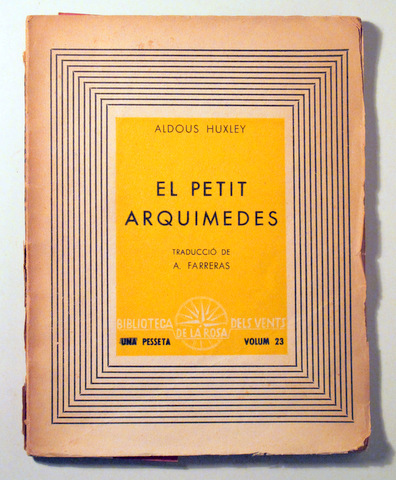 ALDOUS HUXLEY
EL PETIT
ARQUIMEDES
TRADUCCIÓ DE
A. FARRERAS
BIBLIOTECA DE LA ROSA DELS VENTS
UNA PESSETA VOLUM 23